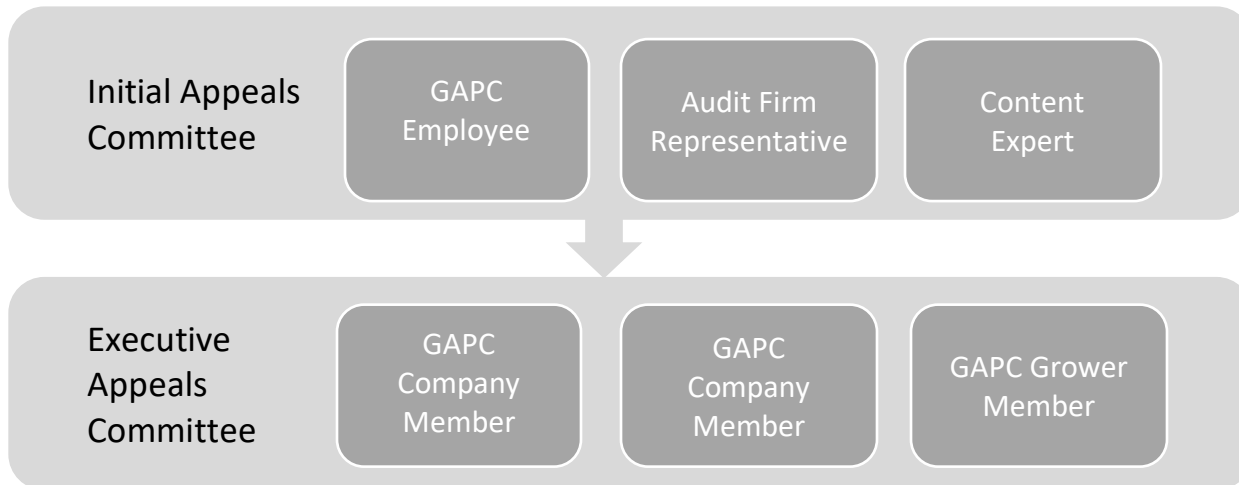 Initial Appeals
Committee
GAPC
Employee
Audit Firm
Representative
Content
Expert
Executive
Appeals
Committee
GAPC
Company
Member
GAPC
Company
Member
GAPC Grower
Member